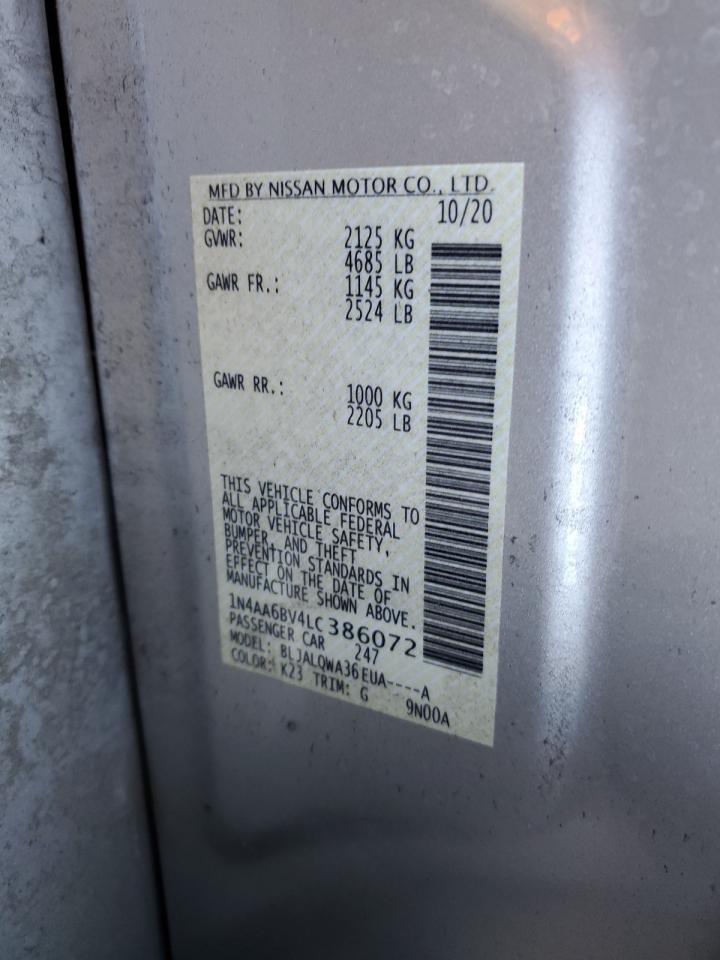 MFD BY NISSAN MOTOR CO., LTD.
DATE: 10/20
GVWR: 2125 KG
4685 LB
GAWR FR.: 1145 KG
2524 LB
GAWR RR.: 1000 KG
2205 LB
THIS VEHICLE CONFORMS TO
ALL APPLICABLE FEDERAL
MOTOR VEHICLE SAFETY,
BUMPER, AND THEFT
PREVENTION STANDARDS IN
EFFECT ON THE DATE OF
MANUFACTURE SHOWN ABOVE.
1N4AA6BV4LC386072
PASSENGER CAR 247
MODEL: BLJALQWA36EUA----A
COLOR: K23 TRIM: G 9N00A